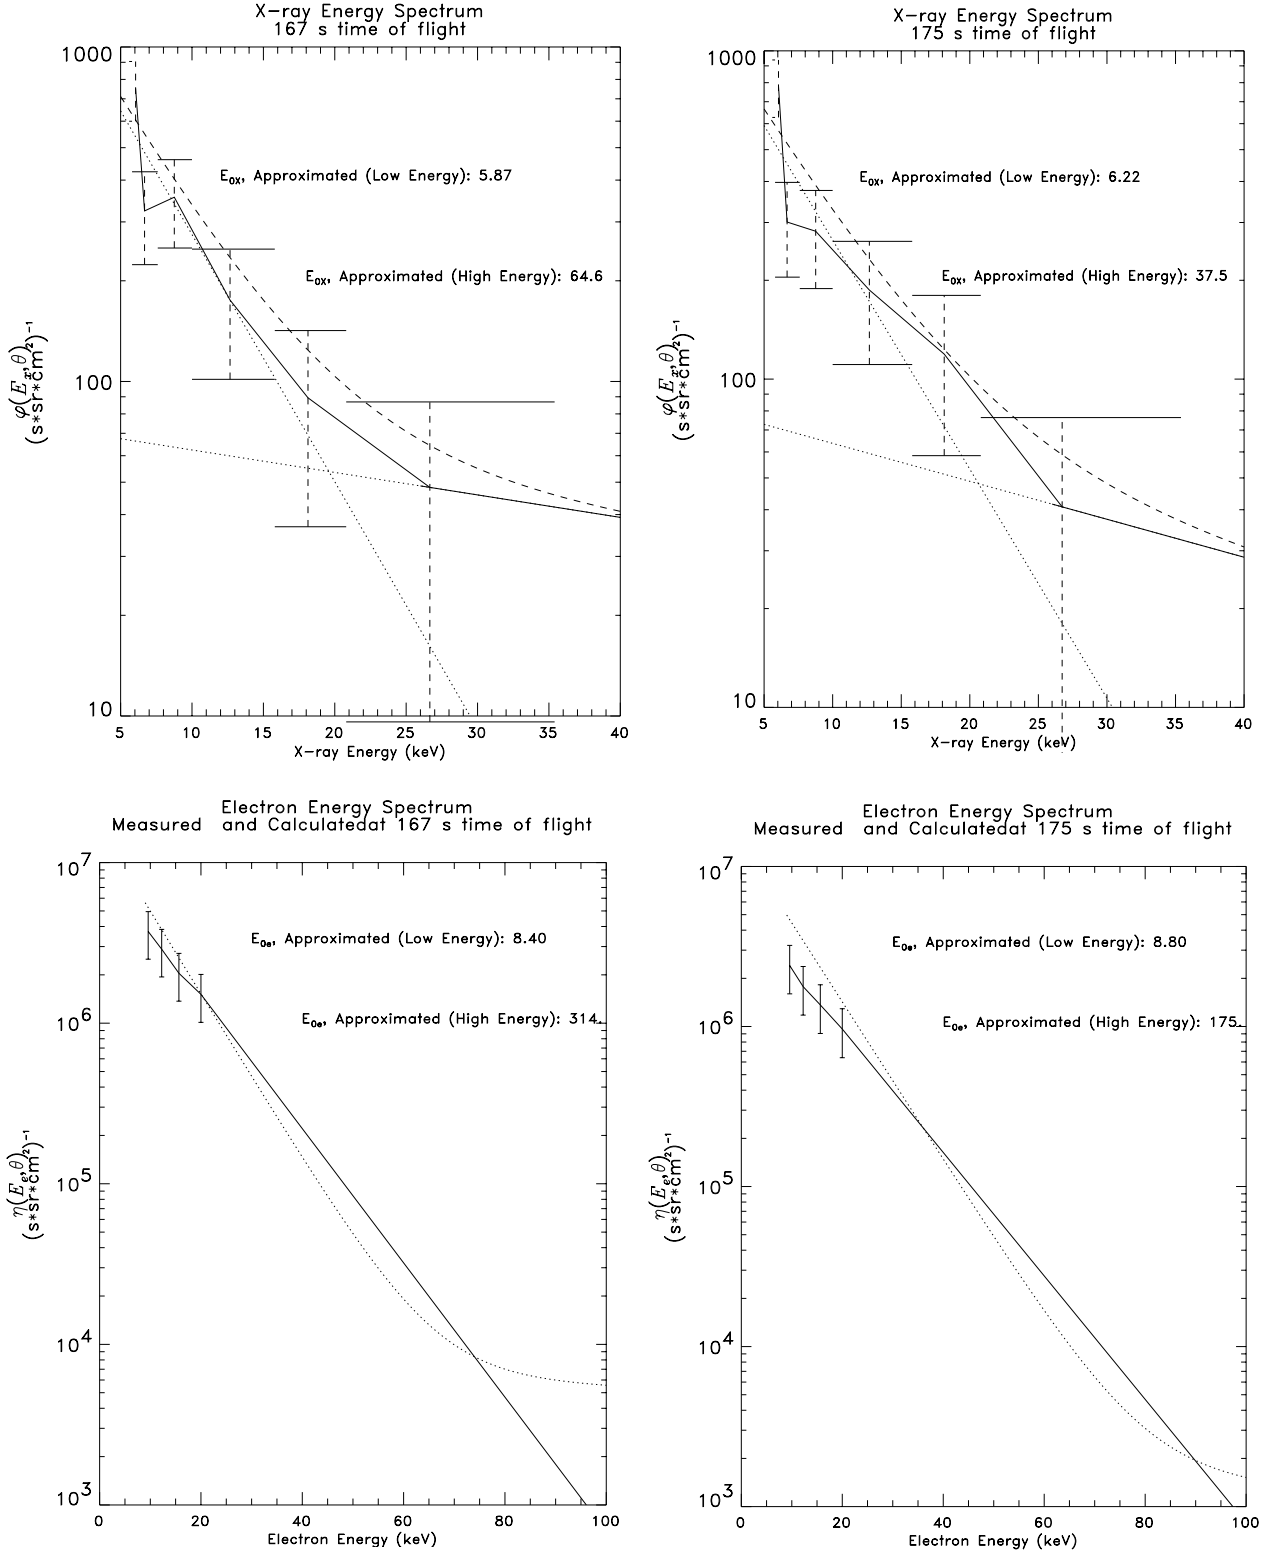 X-ray Energy Spectrum
167 s time of flight
1000
100
10
φ(Eₓ,θ)
(s*sr*cm²)⁻¹
E₀ₓ, Approximated (Low Energy): 5.87
E₀ₓ, Approximated (High Energy): 64.6
5 10 15 20 25 30 35 40
X-ray Energy (keV)
X-ray Energy Spectrum
175 s time of flight
1000
100
10
φ(Eₓ,θ)
(s*sr*cm²)⁻¹
E₀ₓ, Approximated (Low Energy): 6.22
E₀ₓ, Approximated (High Energy): 37.5
5 10 15 20 25 30 35 40
X-ray Energy (keV)
Electron Energy Spectrum
Measured and Calculatedat 167 s time of flight
10⁷
10⁶
10⁵
10⁴
10³
η(Eₑ,θ)
(s*sr*cm²)⁻¹
E₀ₑ, Approximated (Low Energy): 8.40
E₀ₑ, Approximated (High Energy): 314.
0 20 40 60 80 100
Electron Energy (keV)
Electron Energy Spectrum
Measured and Calculatedat 175 s time of flight
10⁷
10⁶
10⁵
10⁴
10³
η(Eₑ,θ)
(s*sr*cm²)⁻¹
E₀ₑ, Approximated (Low Energy): 8.80
E₀ₑ, Approximated (High Energy): 175.
0 20 40 60 80 100
Electron Energy (keV)